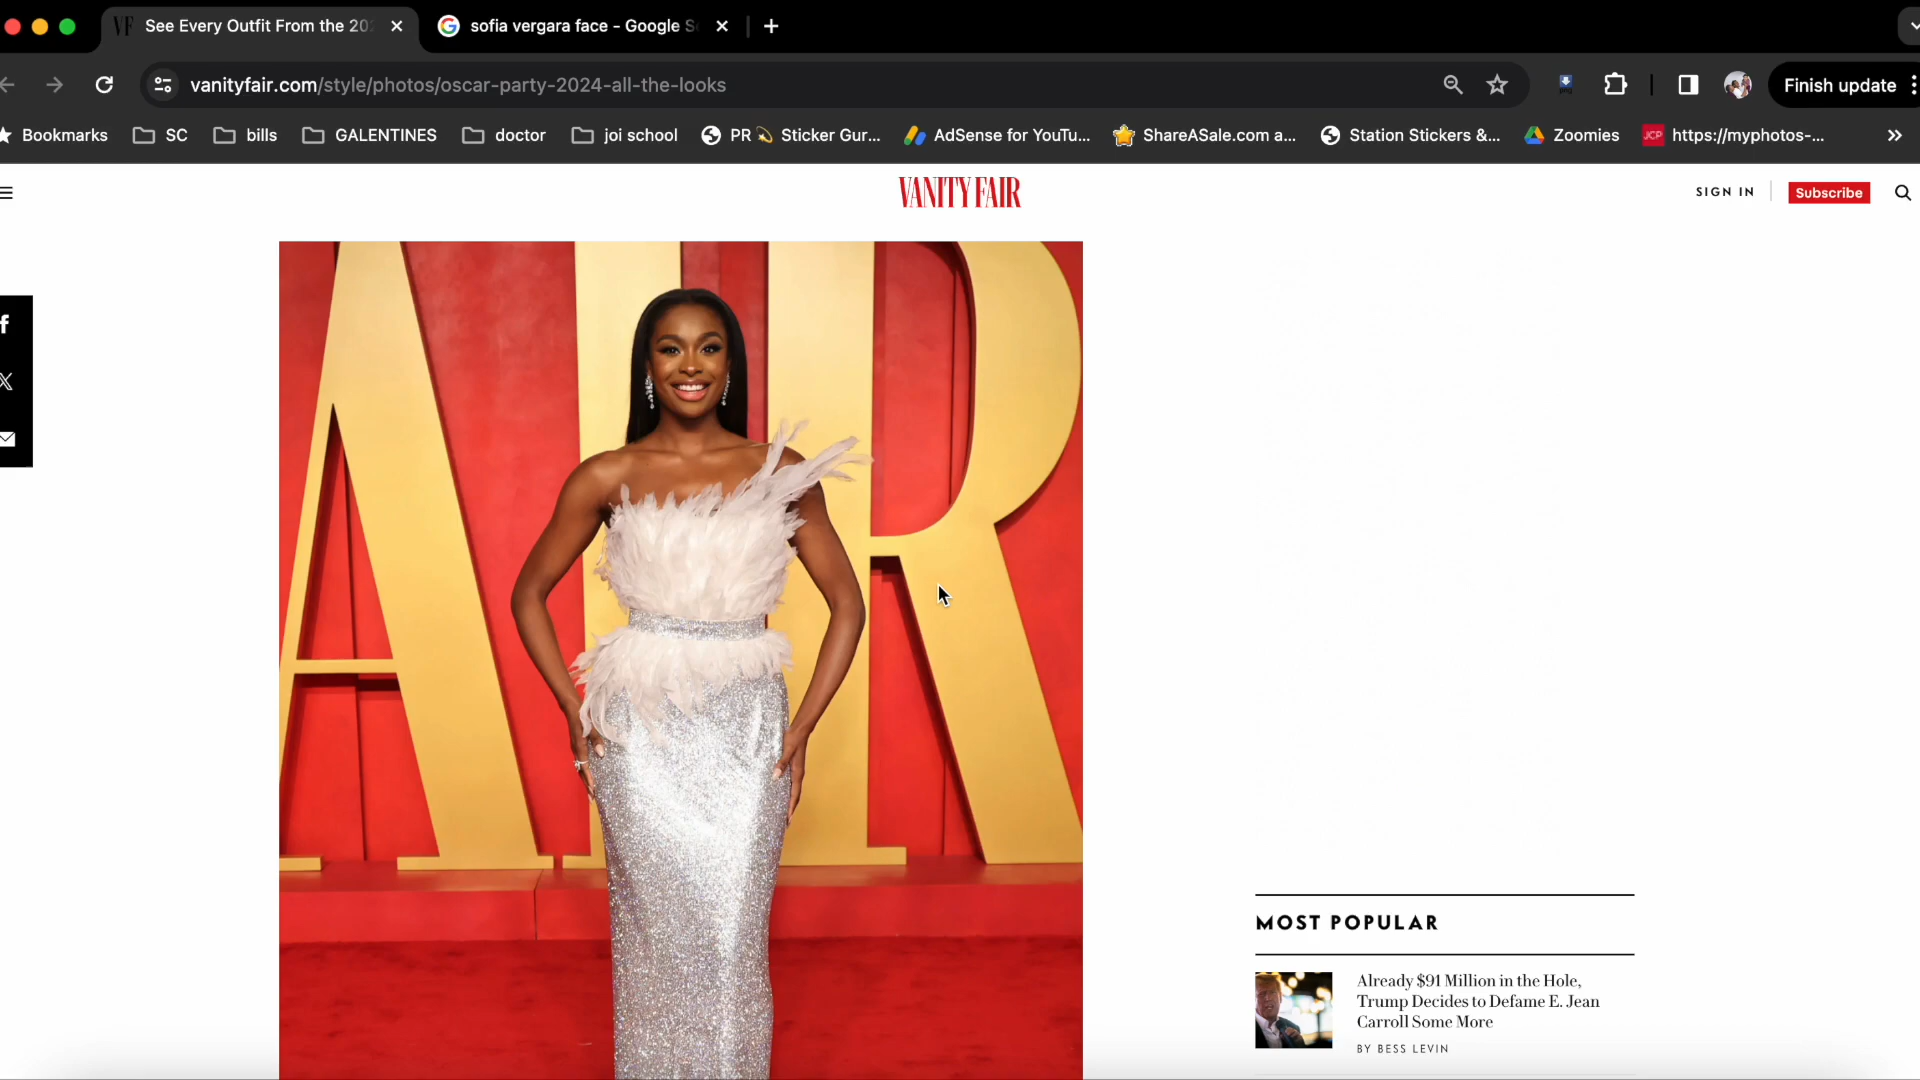 See Every Outfit From the 20
sofia vergara face - Google S
vanityfair.com/style/photos/oscar-party-2024-all-the-looks
Finish update
Bookmarks
SC
bills
GALENTINES
doctor
joi school
PR 💫 Sticker Gur...
AdSense for YouTu...
ShareASale.com a...
Station Stickers &...
Zoomies
JCP
https://myphotos-...
VANITY FAIR
SIGN IN
Subscribe
AIR
MOST POPULAR
Already $91 Million in the Hole,
Trump Decides to Defame E. Jean
Carroll Some More
BY BESS LEVIN